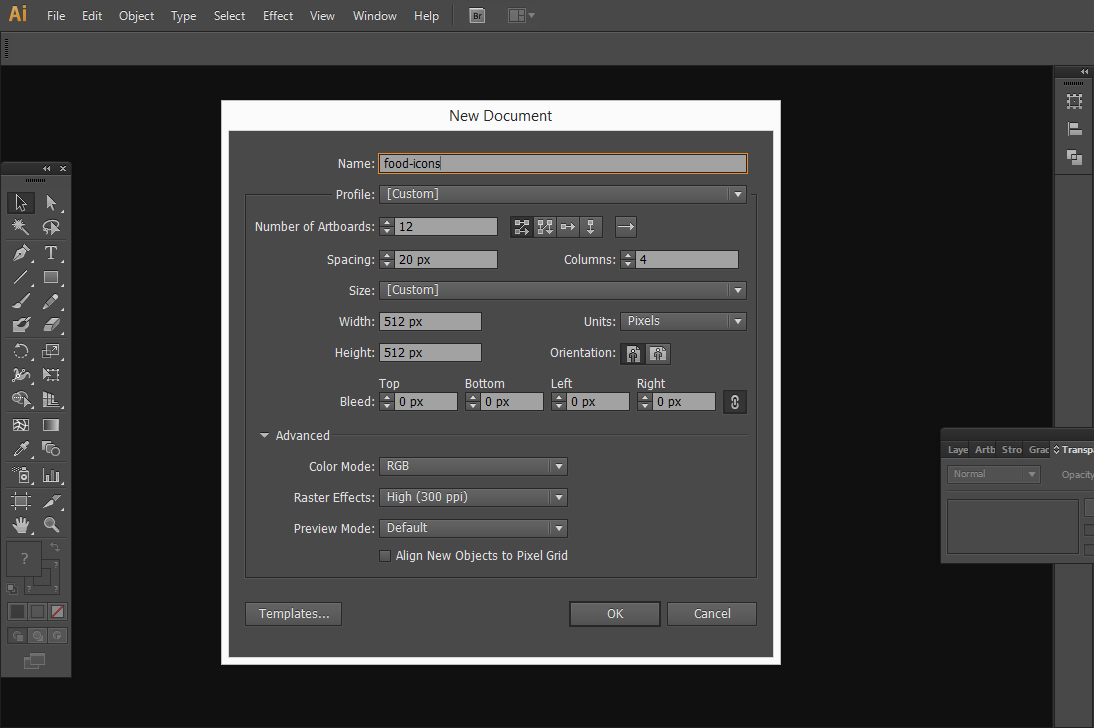 Ai File Edit Object Type Select Effect View Window Help Br
New Document
Name: food-icons
Profile: [Custom]
Number of Artboards: 12
Spacing: 20 px Columns: 4
Size: [Custom]
Width: 512 px Units: Pixels
Height: 512 px Orientation:
Top Bottom Left Right
Bleed: 0 px 0 px 0 px 0 px
Advanced
Color Mode: RGB
Raster Effects: High (300 ppi)
Preview Mode: Default
Align New Objects to Pixel Grid
Templates... OK Cancel
Laye Artb Stro Grad Transpa
Normal Opacity
T
? ? ?